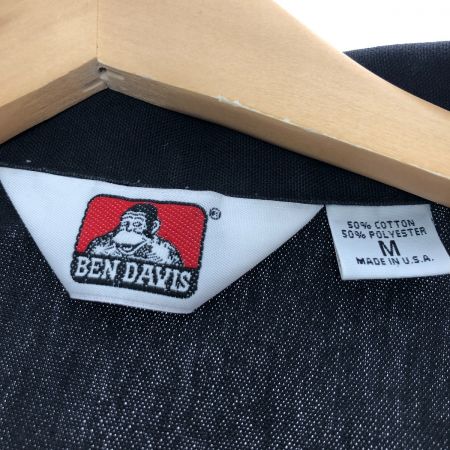 BEN DAVIS
®
50% COTTON
50% POLYESTER
M
MADE IN U.S.A.